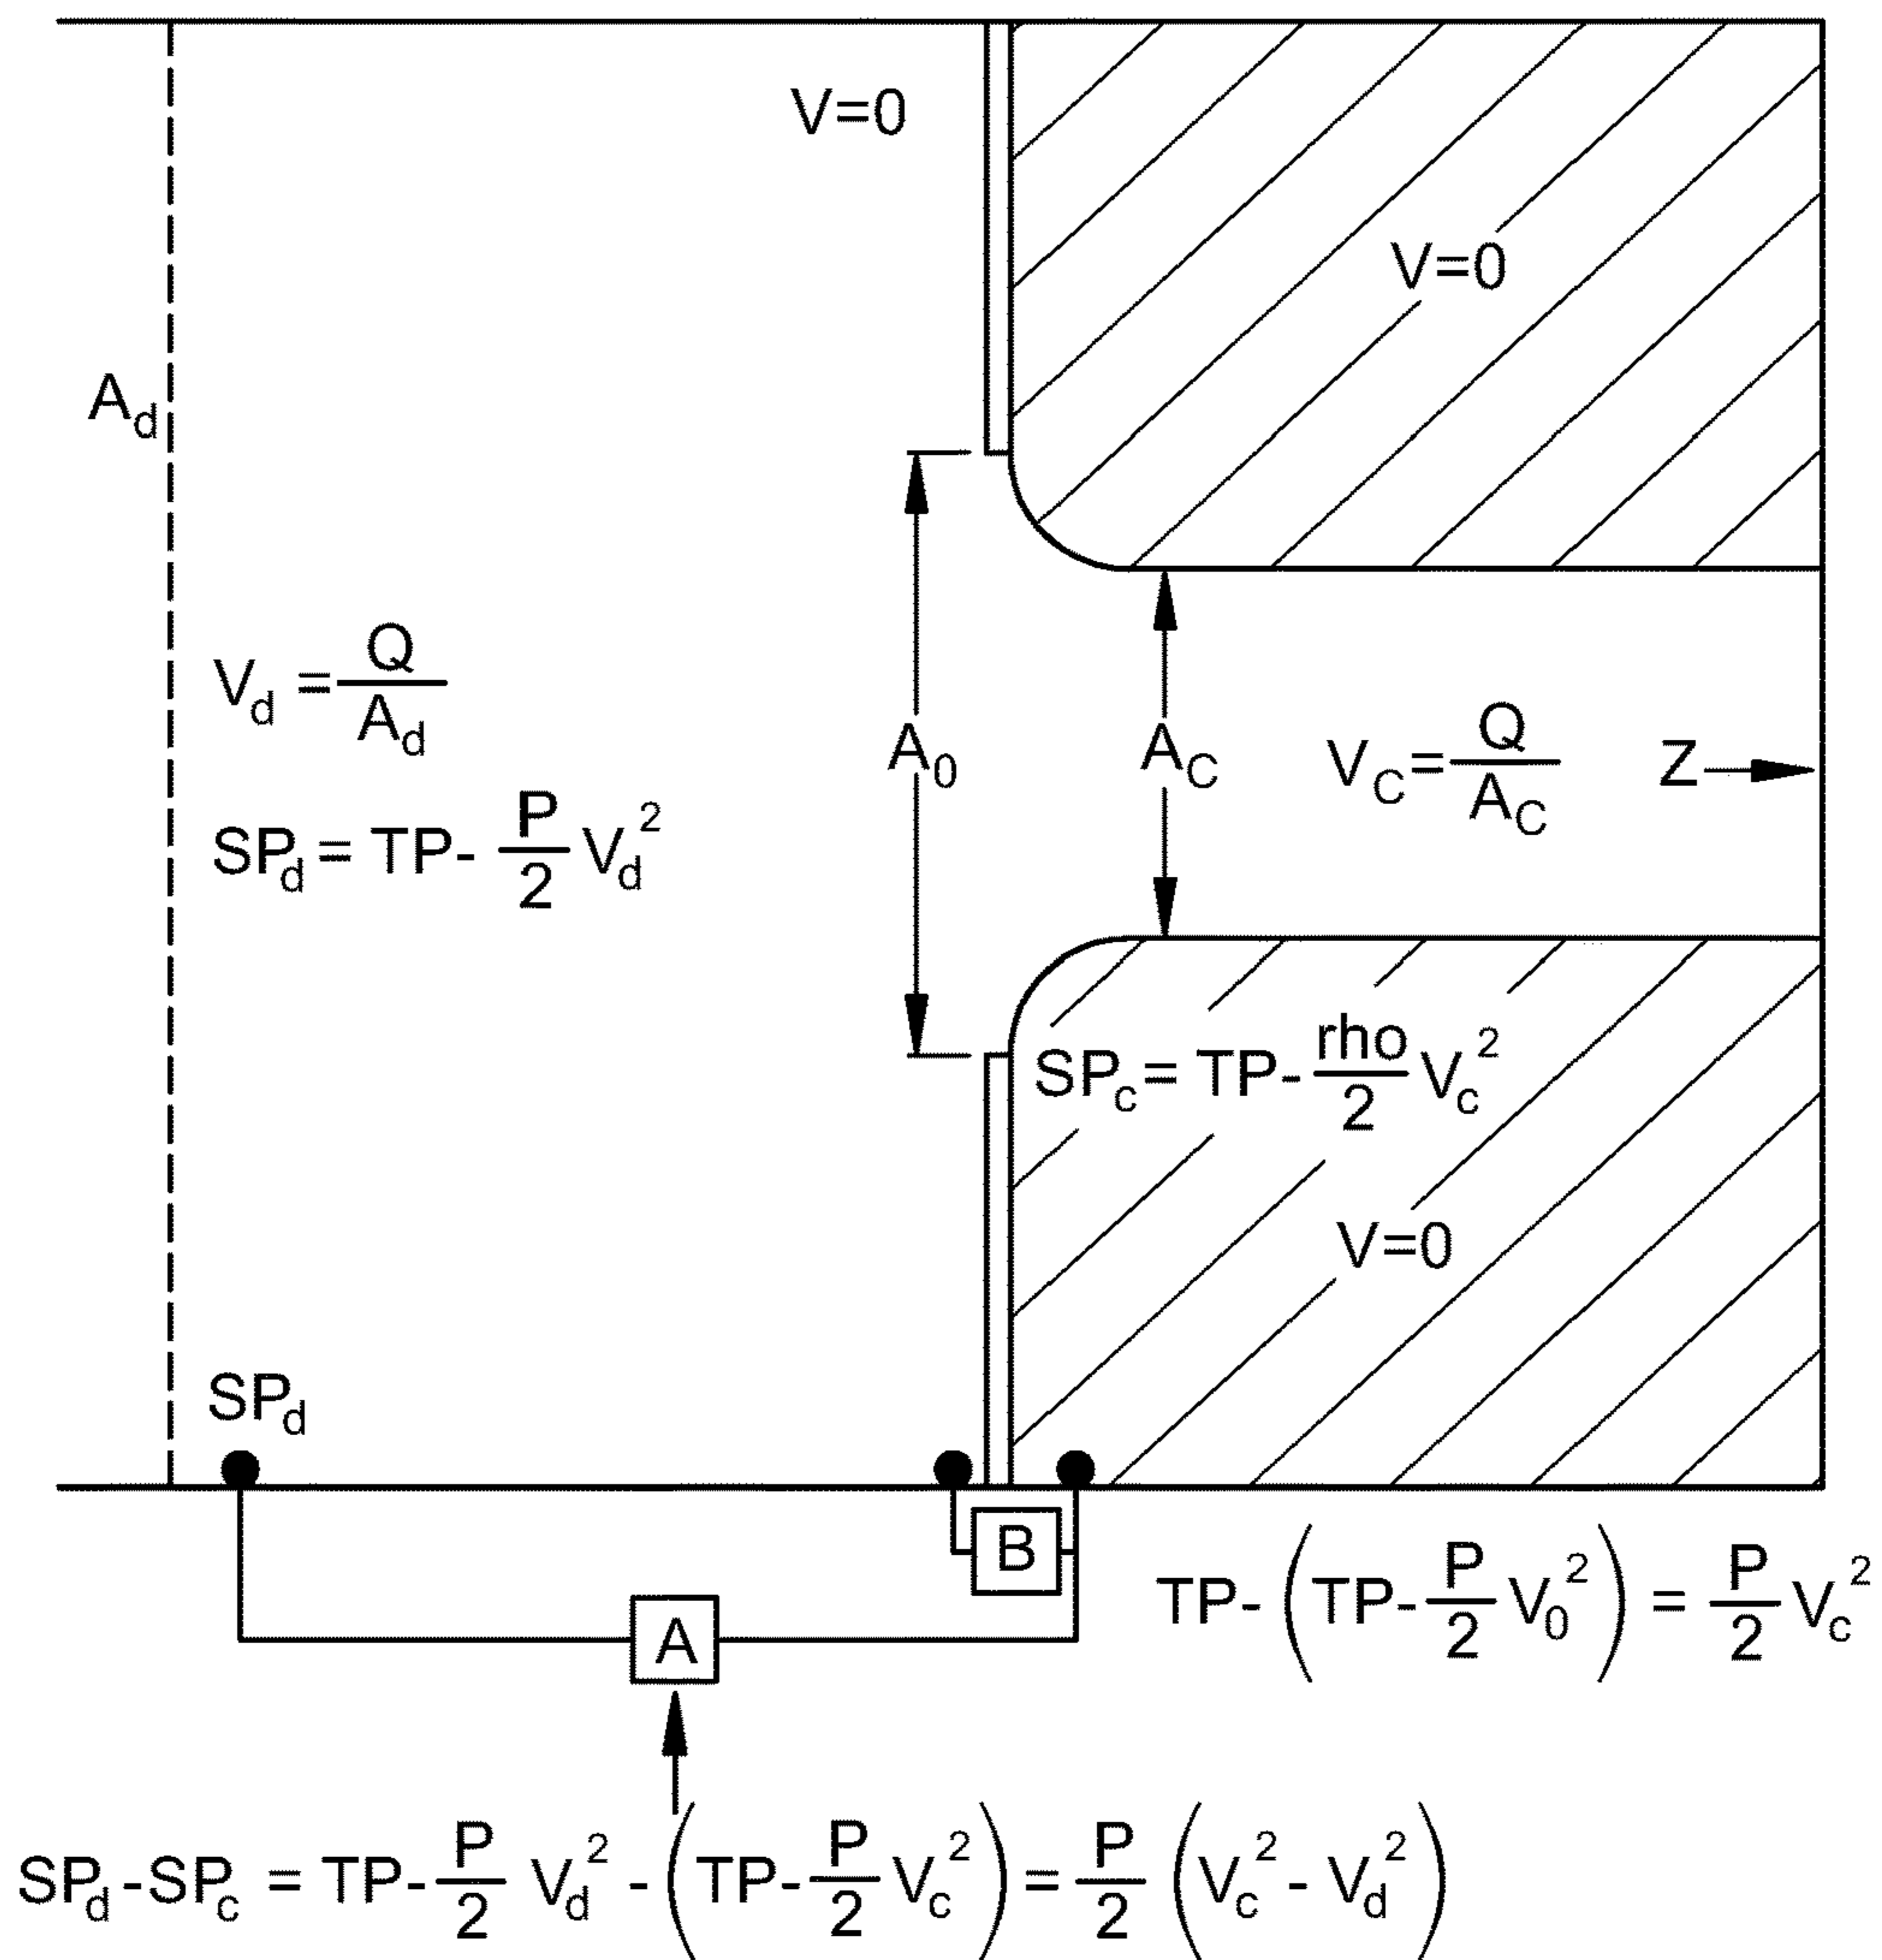 V=0
V=0
A_d
V_d = Q/A_d
A_0
A_C
V_C = Q/A_C
Z
SP_d = TP - P/2 V_d^2
SP_c = TP - rho/2 V_c^2
V=0
SP_d
B
TP - (TP - P/2 V_0^2) = P/2 V_c^2
A
SP_d - SP_c = TP - P/2 V_d^2 - (TP - P/2 V_c^2) = P/2 (V_c^2 - V_d^2)